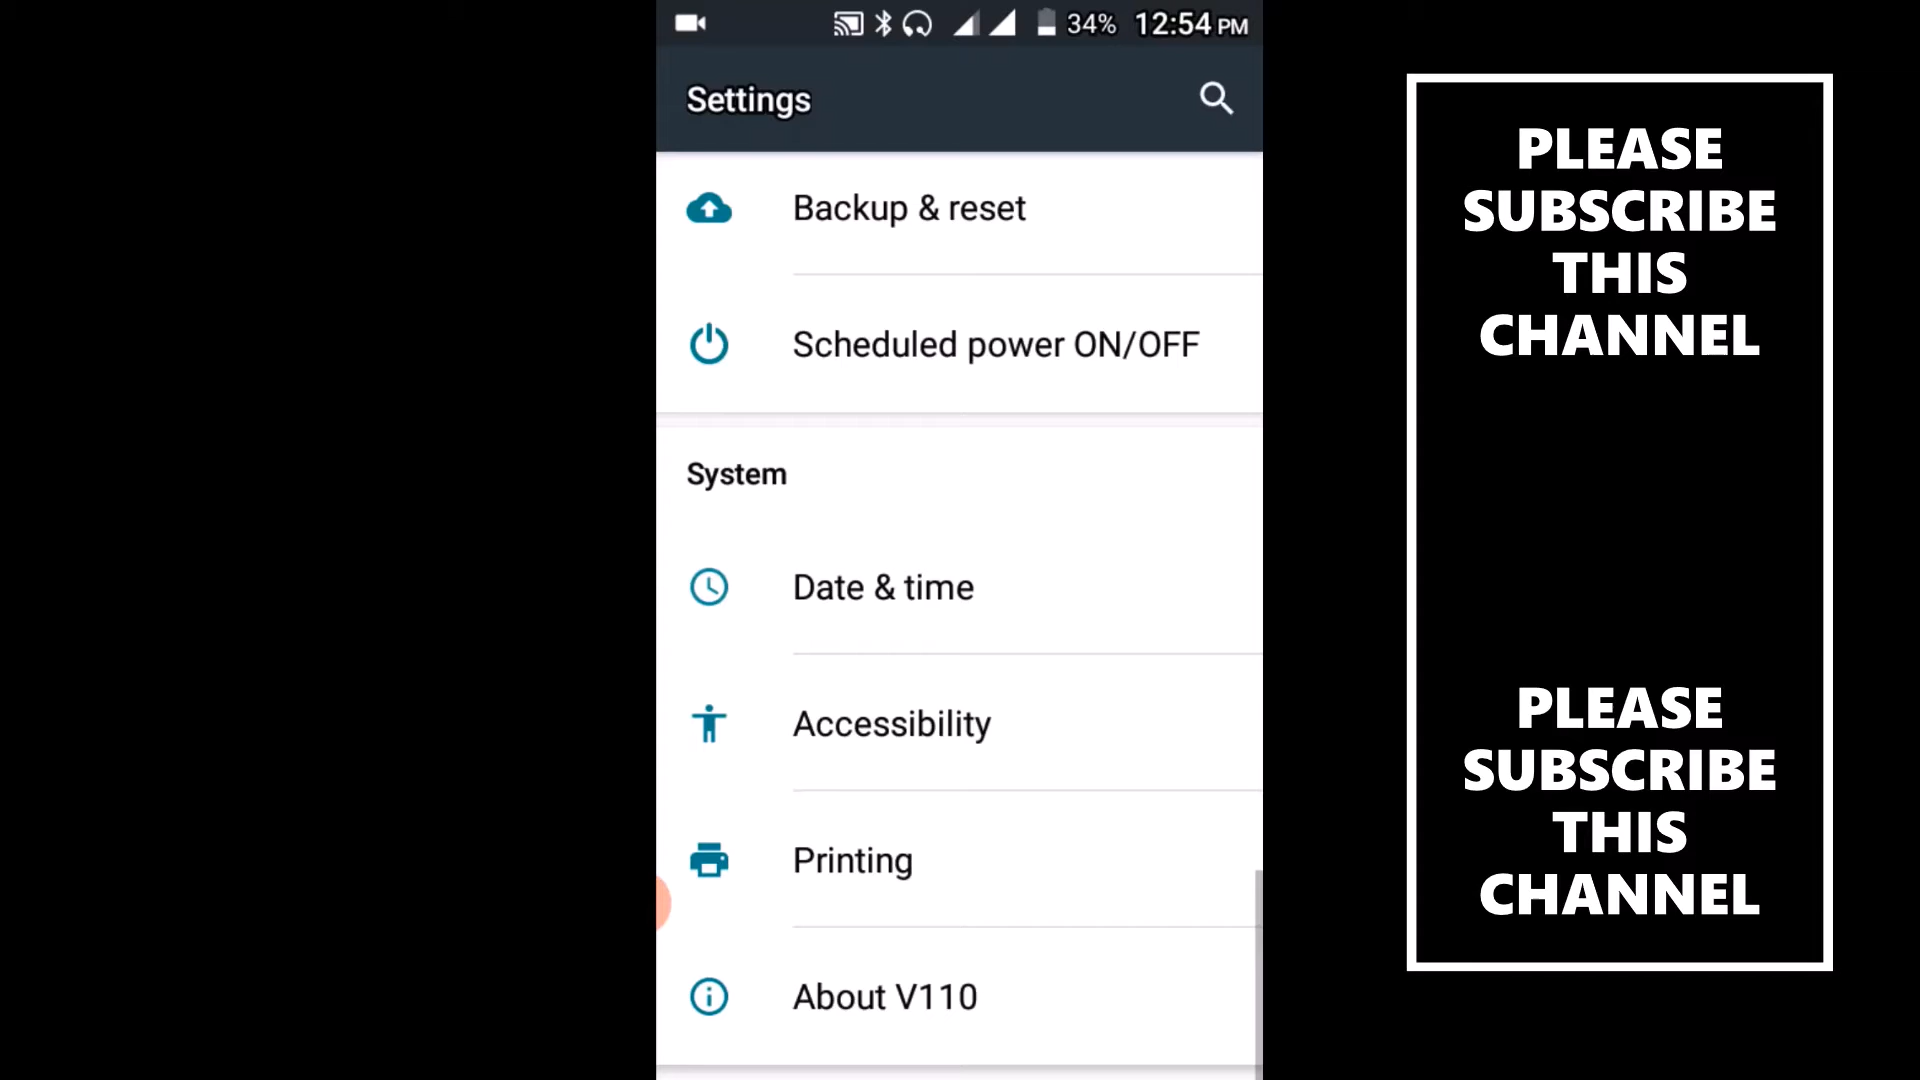 34% 12:54 PM
Settings
Backup & reset
Scheduled power ON/OFF
System
Date & time
Accessibility
Printing
About V110
PLEASE
SUBSCRIBE
THIS
CHANNEL
PLEASE
SUBSCRIBE
THIS
CHANNEL